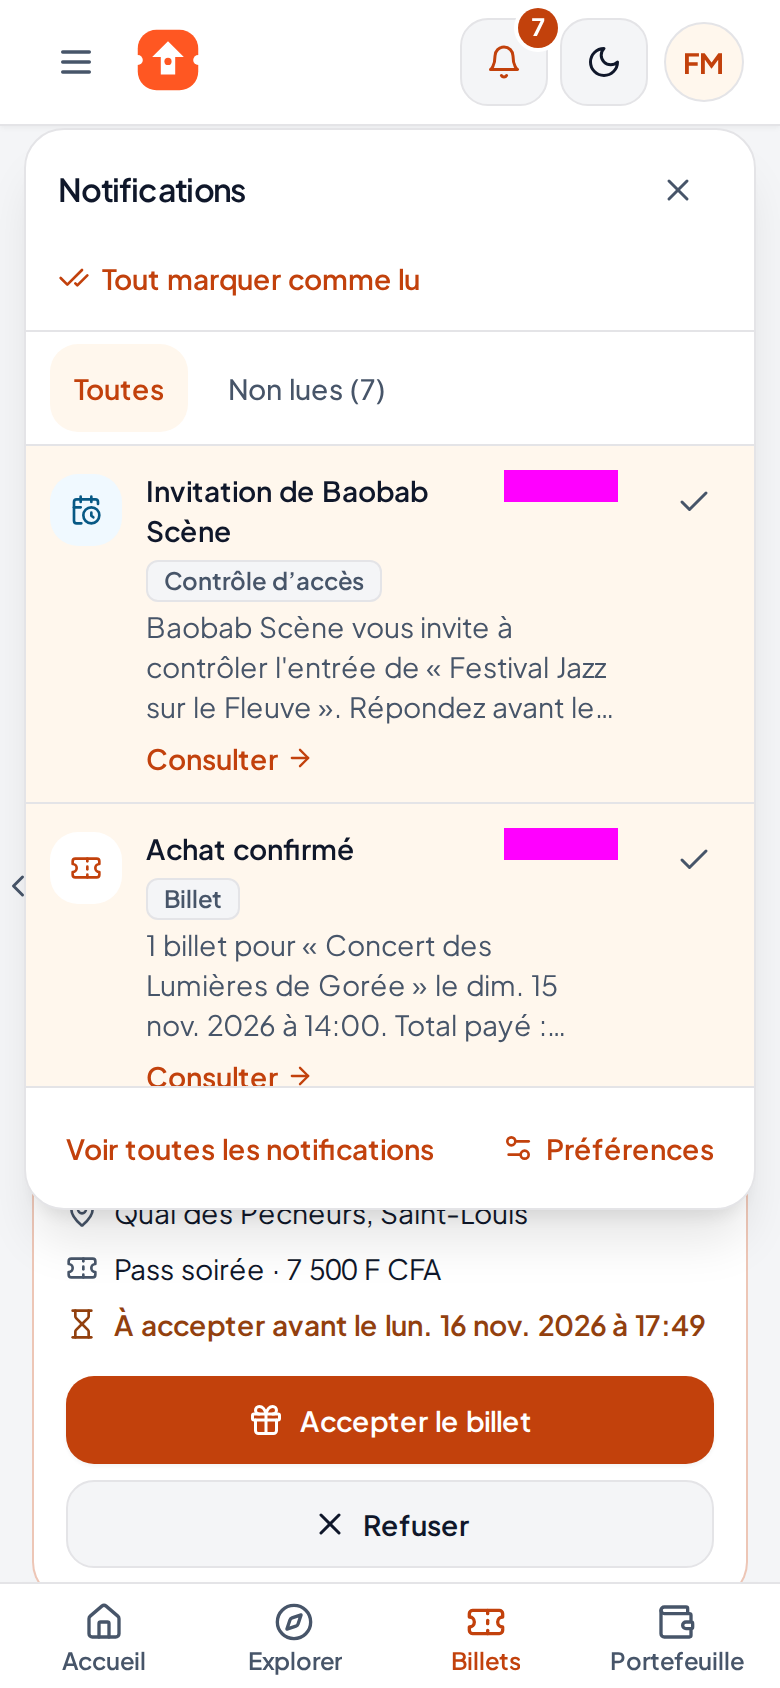 7
FM
Notifications
Tout marquer comme lu
Toutes
Non lues (7)
Invitation de Baobab
Scène
Contrôle d’accès
Baobab Scène vous invite à
contrôler l'entrée de « Festival Jazz
sur le Fleuve ». Répondez avant le…
Consulter →
Achat confirmé
Billet
1 billet pour « Concert des
Lumières de Gorée » le dim. 15
nov. 2026 à 14:00. Total payé :…
Consulter →
Voir toutes les notifications
Préférences
Quai des Pêcheurs, Saint-Louis
Pass soirée · 7 500 F CFA
À accepter avant le lun. 16 nov. 2026 à 17:49
Accepter le billet
Refuser
Accueil
Explorer
Billets
Portefeuille